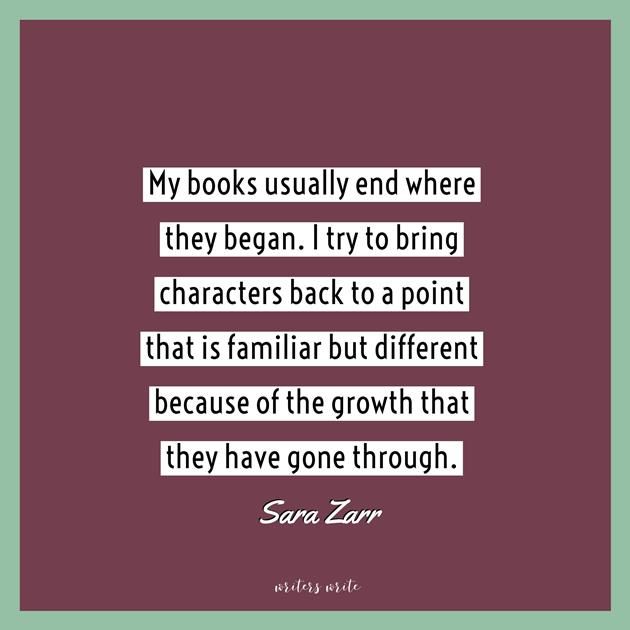 My books usually end where
they began. I try to bring
characters back to a point
that is familiar but different
because of the growth that
they have gone through.
Sara Zarr
writers write